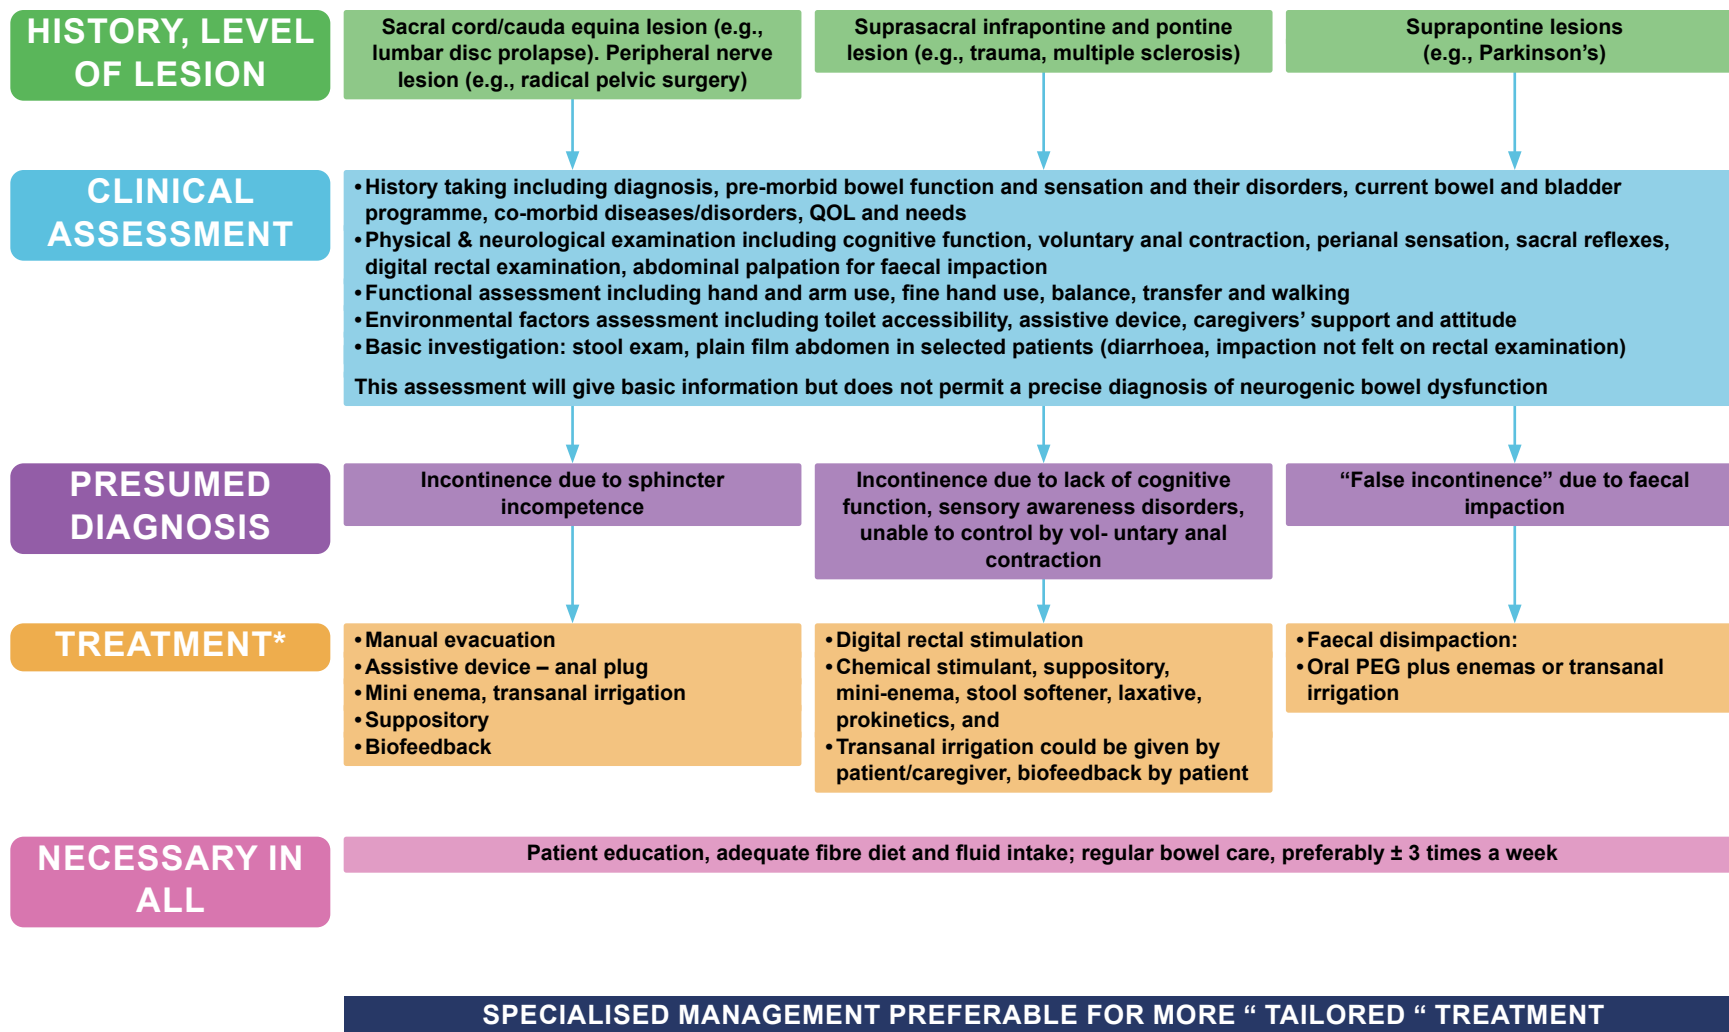 HISTORY, LEVEL
OF LESION
Sacral cord/cauda equina lesion (e.g.,
lumbar disc prolapse). Peripheral nerve
lesion (e.g., radical pelvic surgery)
Suprasacral infrapontine and pontine
lesion (e.g., trauma, multiple sclerosis)
Suprapontine lesions
(e.g., Parkinson's)
CLINICAL
ASSESSMENT
• History taking including diagnosis, pre-morbid bowel function and sensation and their disorders, current bowel and bladder
programme, co-morbid diseases/disorders, QOL and needs
• Physical & neurological examination including cognitive function, voluntary anal contraction, perianal sensation, sacral reflexes,
digital rectal examination, abdominal palpation for faecal impaction
• Functional assessment including hand and arm use, fine hand use, balance, transfer and walking
• Environmental factors assessment including toilet accessibility, assistive device, caregivers' support and attitude
• Basic investigation: stool exam, plain film abdomen in selected patients (diarrhoea, impaction not felt on rectal examination)
This assessment will give basic information but does not permit a precise diagnosis of neurogenic bowel dysfunction
PRESUMED
DIAGNOSIS
Incontinence due to sphincter
incompetence
Incontinence due to lack of cognitive
function, sensory awareness disorders,
unable to control by vol- untary anal
contraction
“False incontinence” due to faecal
impaction
TREATMENT*
• Manual evacuation
• Assistive device – anal plug
• Mini enema, transanal irrigation
• Suppository
• Biofeedback
• Digital rectal stimulation
• Chemical stimulant, suppository,
mini-enema, stool softener, laxative,
prokinetics, and
• Transanal irrigation could be given by
patient/caregiver, biofeedback by patient
• Faecal disimpaction:
• Oral PEG plus enemas or transanal
irrigation
NECESSARY IN
ALL
Patient education, adequate fibre diet and fluid intake; regular bowel care, preferably ± 3 times a week
SPECIALISED MANAGEMENT PREFERABLE FOR MORE “ TAILORED “ TREATMENT